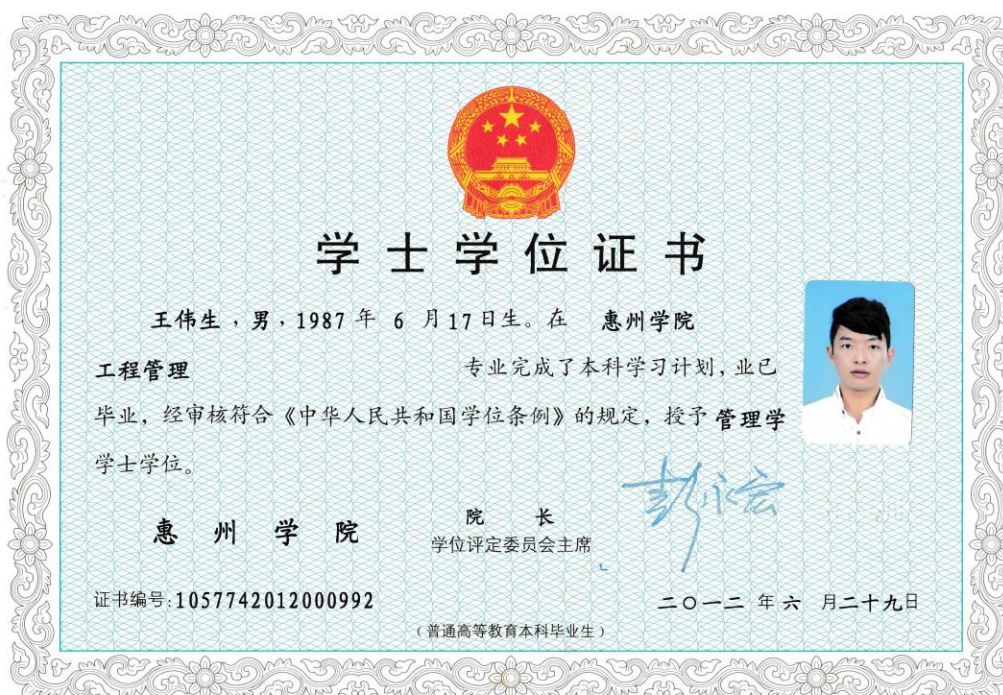 学士学位证书
王伟生，男，1987 年 6 月 17 日生。在 惠州学院
工程管理 专业完成了本科学习计划，业已
毕业，经审核符合《中华人民共和国学位条例》的规定，授予 管理学
学士学位。
惠州学院
院 长
学位评定委员会主席
彭永宏
证书编号:1057742012000992
二〇一二 年 六 月二十九日
（普通高等教育本科毕业生）